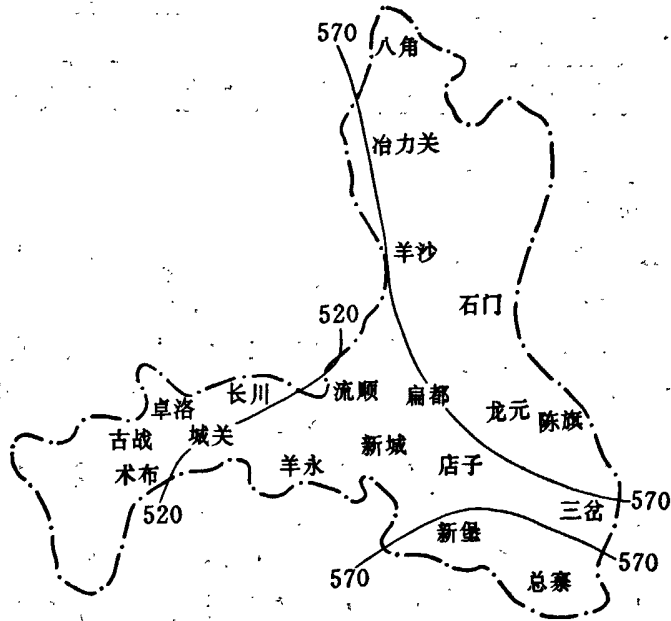 570
八角
冶力关
羊沙
石门
520
长川
流顺
扁都
卓洛
龙元
陈旗
古战
城关
新城
店子
术布
羊永
570
520
三岔
新堡
570
570
总寨